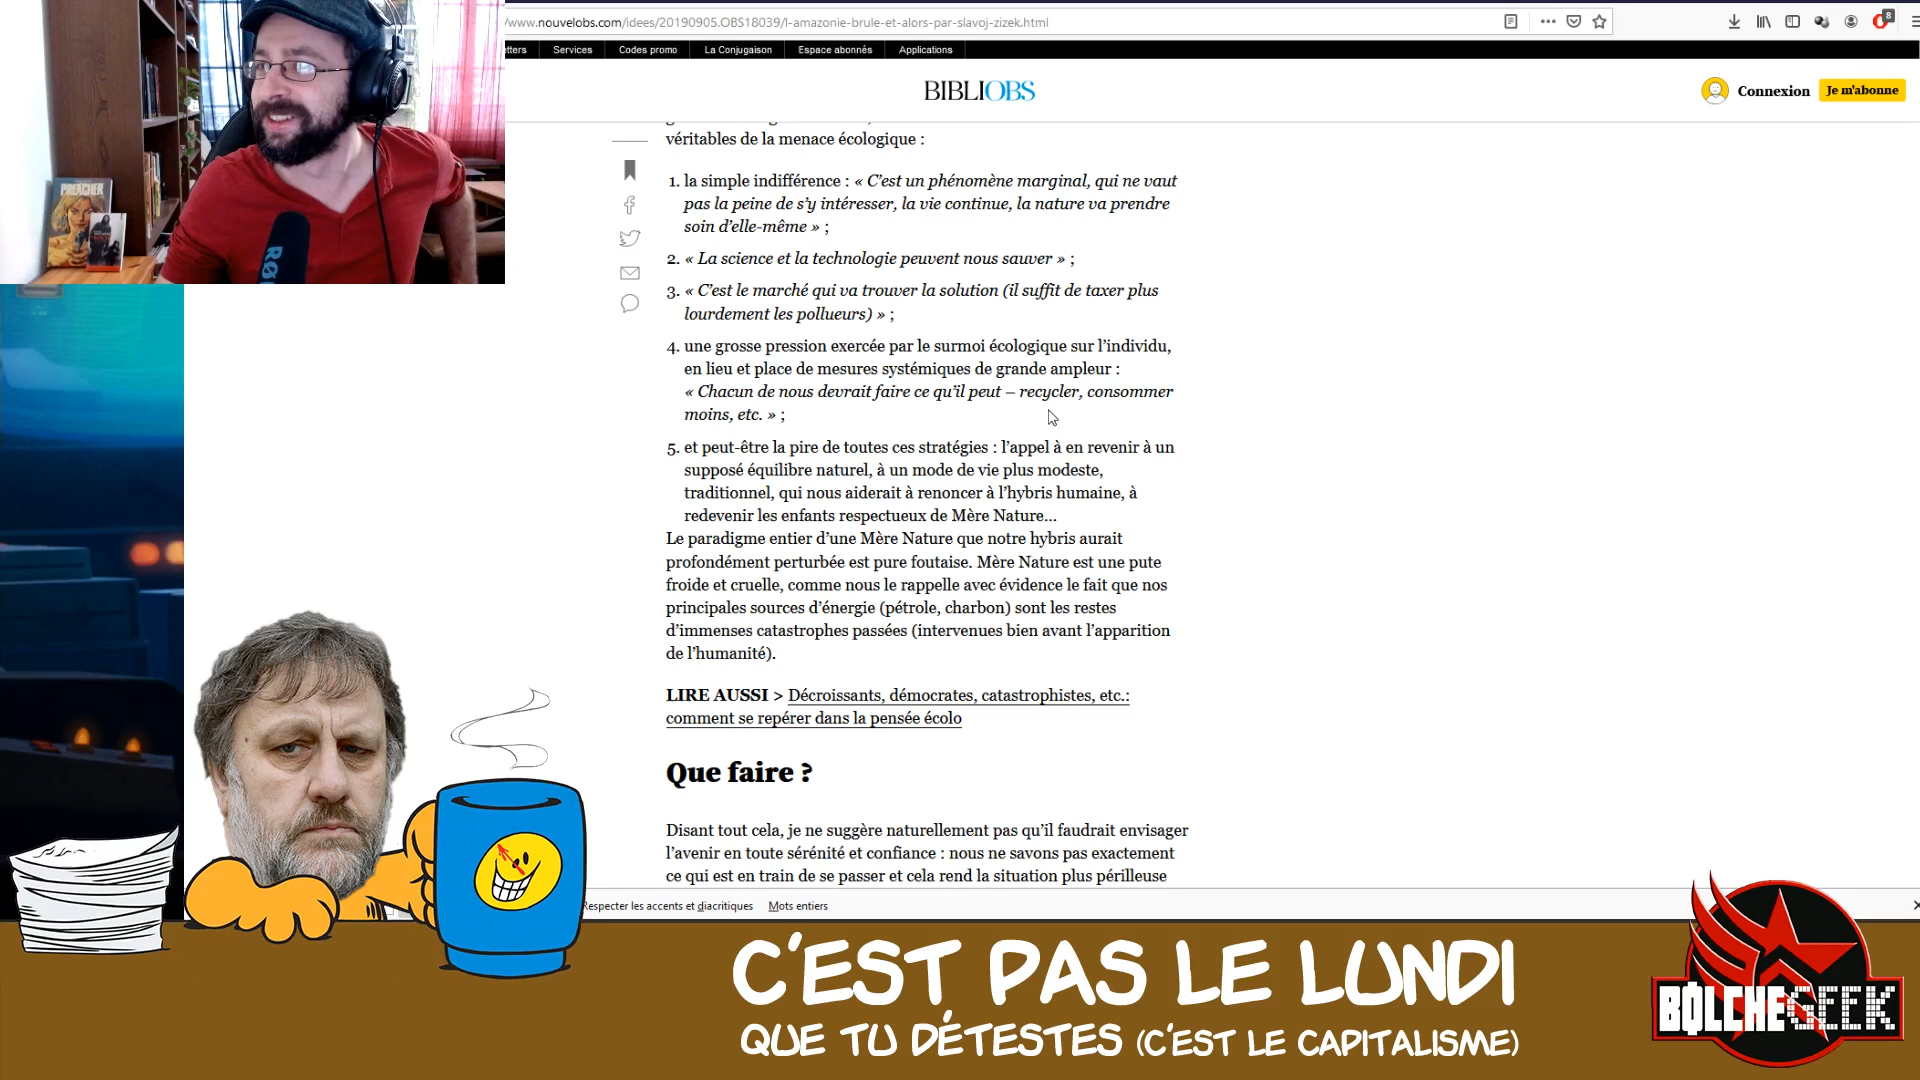 www.nouvelobs.com/idees/20190905.OBS18039/l-amazonie-brule-et-alors-par-slavoj-zizek.html
8
Services
Codes promo
La Conjugaison
Espace abonnés
Applications
BIBLIOBS
Connexion
Je m'abonne
véritables de la menace écologique :
1. la simple indifférence : « C'est un phénomène marginal, qui ne vaut
pas la peine de s'y intéresser, la vie continue, la nature va prendre
soin d'elle-même » ;
2. « La science et la technologie peuvent nous sauver » ;
3. « C'est le marché qui va trouver la solution (il suffit de taxer plus
lourdement les pollueurs) » ;
4. une grosse pression exercée par le surmoi écologique sur l'individu,
en lieu et place de mesures systémiques de grande ampleur :
« Chacun de nous devrait faire ce qu'il peut – recycler, consommer
moins, etc. » ;
5. et peut-être la pire de toutes ces stratégies : l'appel à en revenir à un
supposé équilibre naturel, à un mode de vie plus modeste,
traditionnel, qui nous aiderait à renoncer à l'hybris humaine, à
redevenir les enfants respectueux de Mère Nature...
Le paradigme entier d'une Mère Nature que notre hybris aurait
profondément perturbée est pure foutaise. Mère Nature est une pute
froide et cruelle, comme nous le rappelle avec évidence le fait que nos
principales sources d'énergie (pétrole, charbon) sont les restes
d'immenses catastrophes passées (intervenues bien avant l'apparition
de l'humanité).
LIRE AUSSI > Décroissants, démocrates, catastrophistes, etc.:
comment se repérer dans la pensée écolo
Que faire ?
Disant tout cela, je ne suggère naturellement pas qu'il faudrait envisager
l'avenir en toute sérénité et confiance : nous ne savons pas exactement
ce qui est en train de se passer et cela rend la situation plus périlleuse
Respecter les accents et diacritiques
Mots entiers
PREACHER
RØ
C'EST PAS LE LUNDI
QUE TU DÉTESTES (C'EST LE CAPITALISME)
BØLCHEGEEK